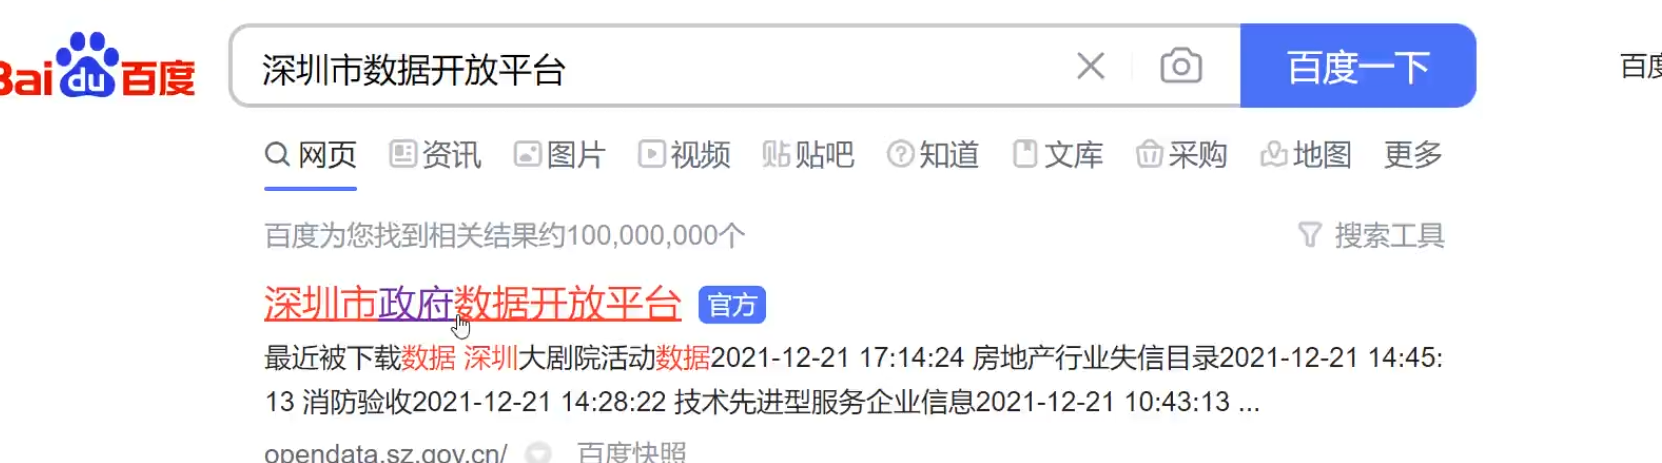 Bai du 百度 深圳市数据开放平台 百度一下
网页 资讯 图片 视频 贴 贴吧 知道 文库 采购 地图 更多
百度为您找到相关结果约100,000,000个 搜索工具
深圳市政府数据开放平台 官方
最近被下载数据 深圳大剧院活动数据2021-12-21 17:14:24 房地产行业失信目录2021-12-21 14:45:
13 消防验收2021-12-21 14:28:22 技术先进型服务企业信息2021-12-21 10:43:13 ...
opendata.sz.gov.cn/ 百度快照